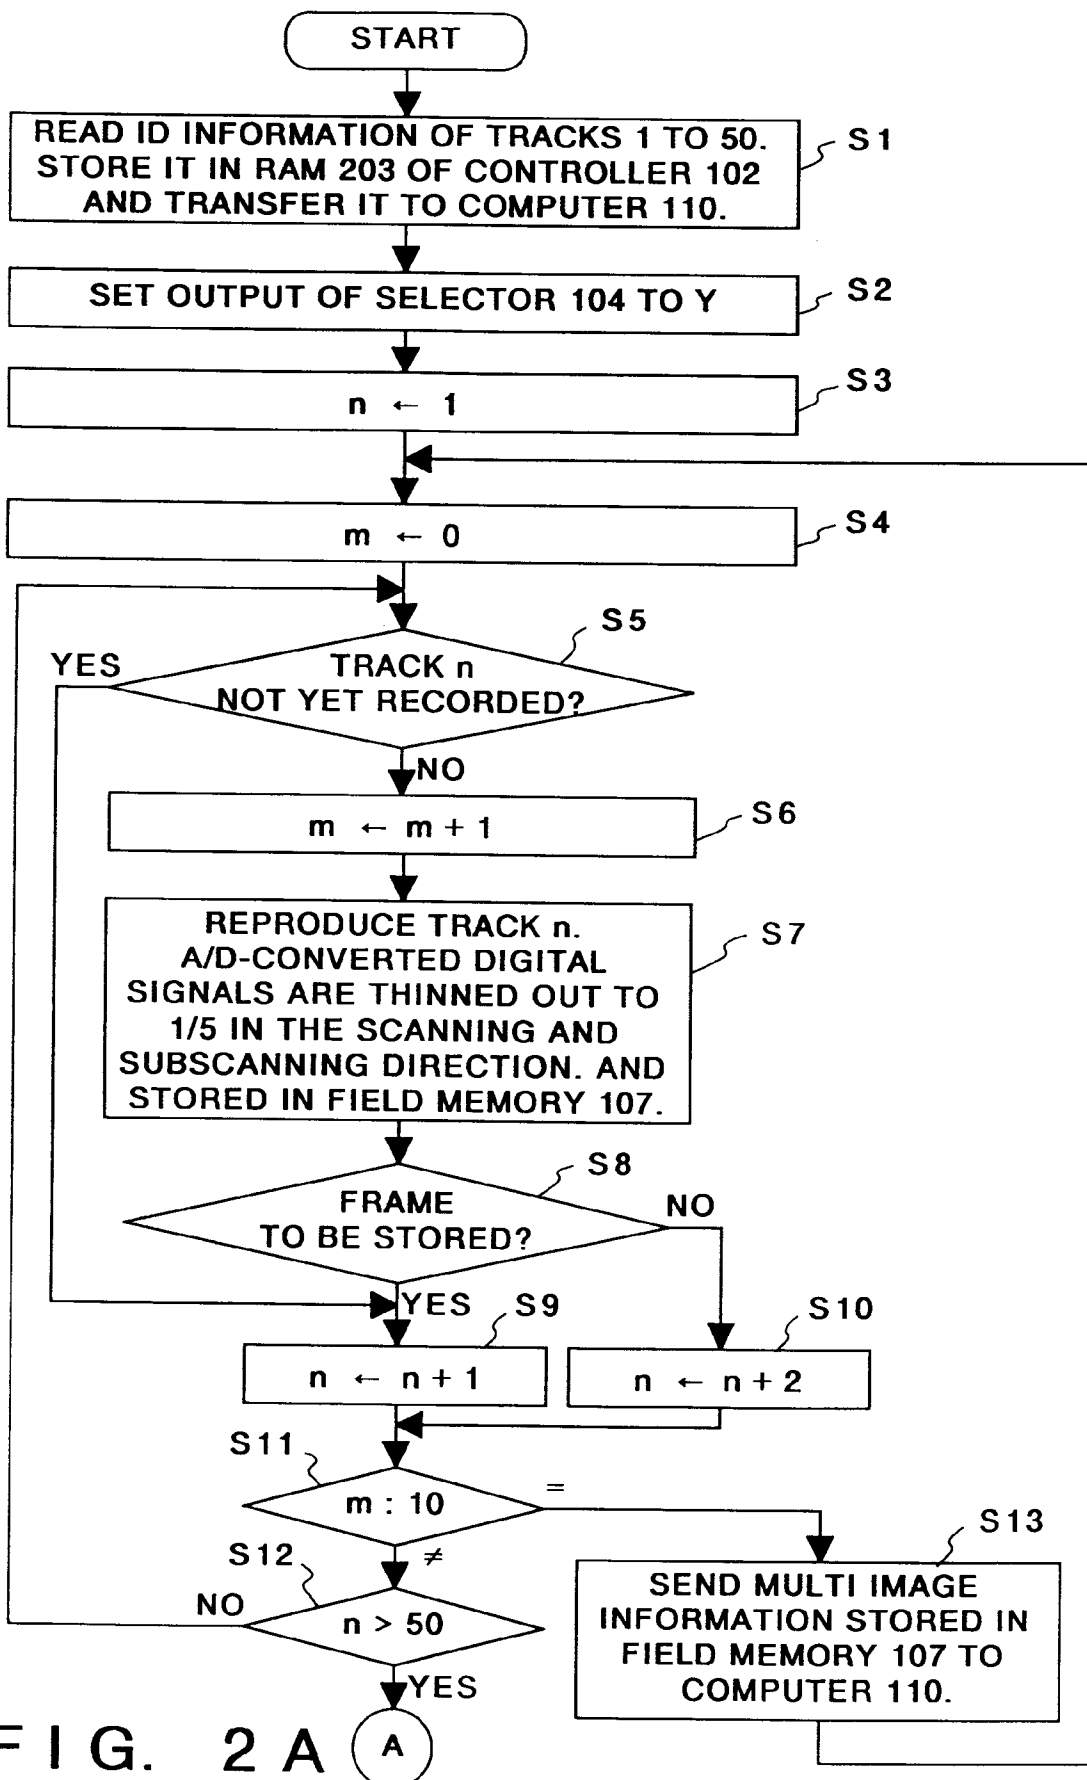 START
READ ID INFORMATION OF TRACKS 1 TO 50.
STORE IT IN RAM 203 OF CONTROLLER 102
AND TRANSFER IT TO COMPUTER 110.
S1
SET OUTPUT OF SELECTOR 104 TO Y
S2
n ← 1
S3
m ← 0
S4
S5
YES
TRACK n
NOT YET RECORDED?
NO
m ← m + 1
S6
REPRODUCE TRACK n.
A/D-CONVERTED DIGITAL
SIGNALS ARE THINNED OUT TO
1/5 IN THE SCANNING AND
SUBSCANNING DIRECTION. AND
STORED IN FIELD MEMORY 107.
S7
S8
FRAME
TO BE STORED?
NO
YES
S9
S10
n ← n + 1
n ← n + 2
S11
m : 10
=
≠
S12
S13
NO
n > 50
YES
SEND MULTI IMAGE
INFORMATION STORED IN
FIELD MEMORY 107 TO
COMPUTER 110.
FIG. 2A
A